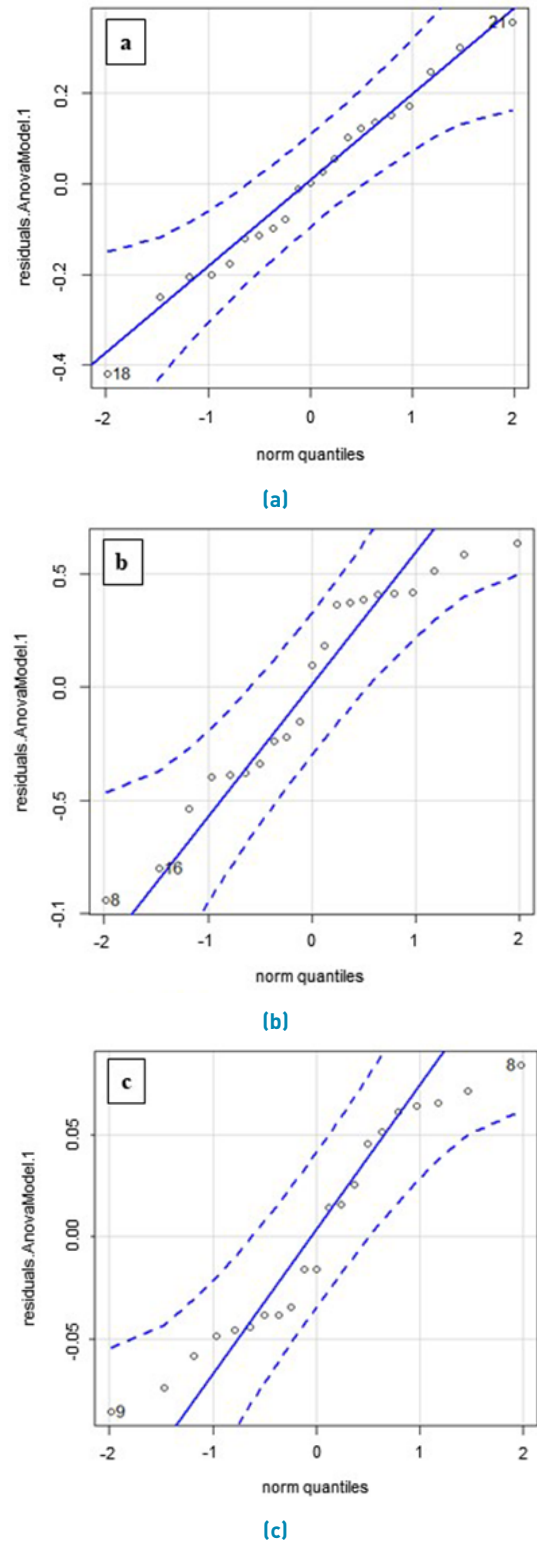 a
21
0.2
0.0
-0.2
-0.4
residuals.AnovaModel.1
18
-2
-1
0
1
2
norm quantiles
(a)
b
0.5
0.0
-0.5
-0.1
residuals.AnovaModel.1
16
8
-2
-1
0
1
2
norm quantiles
(b)
c
8
0.05
0.00
-0.05
residuals.AnovaModel.1
9
-2
-1
0
1
2
norm quantiles
(c)